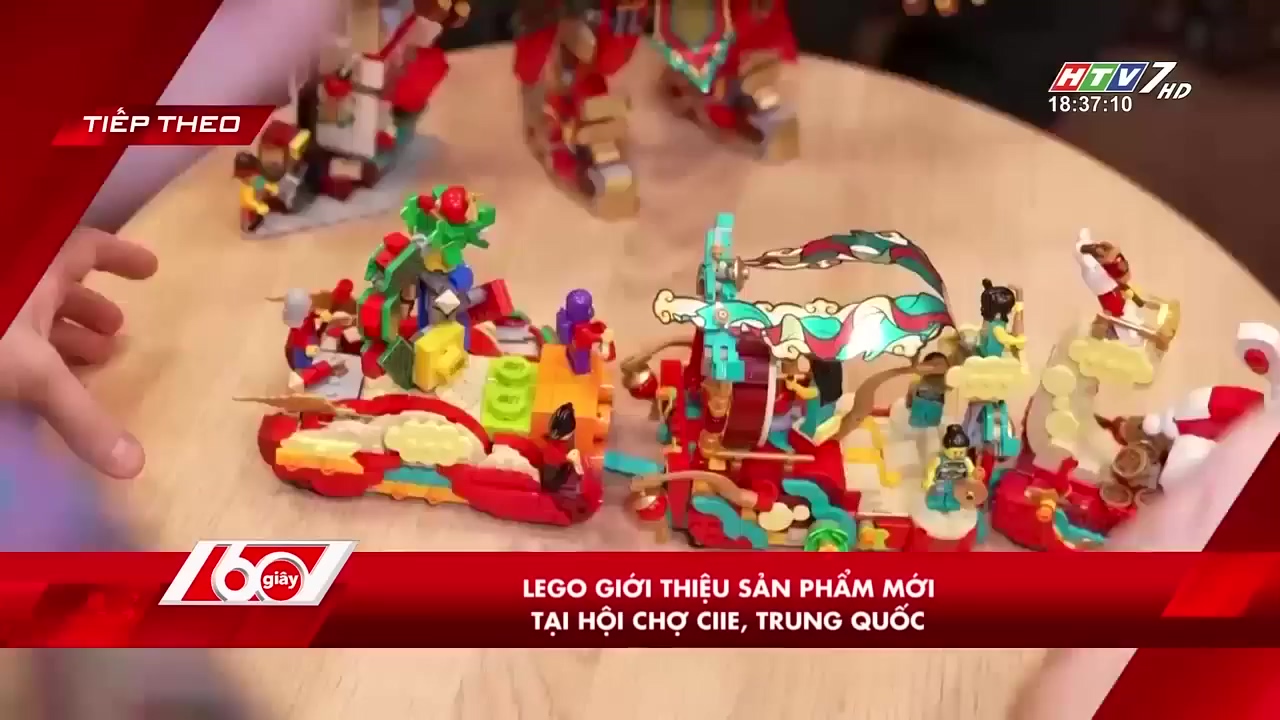 HTV7 HD
18:37:10
TIẾP THEO
60 giây
LEGO GIỚI THIỆU SẢN PHẨM MỚI
TẠI HỘI CHỢ CIIE, TRUNG QUỐC